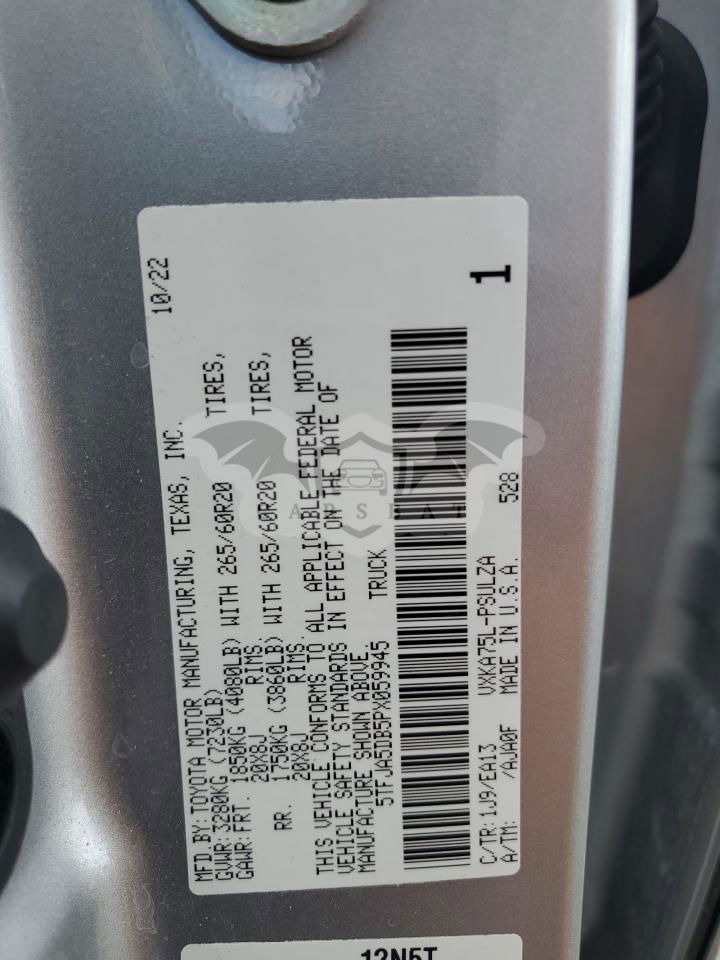 MFD.BY:TOYOTA MOTOR MANUFACTURING, TEXAS, INC. 10/22
GVWR:3280KG (7230LB)
GAWR:FRT. 1850KG (4080LB) WITH 265/60R20 TIRES,
20X8J RIMS.
RR. 1750KG (3860LB) WITH 265/60R20 TIRES,
20X8J RIMS.
THIS VEHICLE CONFORMS TO ALL APPLICABLE FEDERAL MOTOR
VEHICLE SAFETY STANDARDS IN EFFECT ON THE DATE OF
MANUFACTURE SHOWN ABOVE.
5TFJA5DB5PX059945 TRUCK
C/TR:1J9/EA13 VXKA75L-PSULZA 528 1
A/TM: /AJA0F MADE IN U.S.A.
12N5T